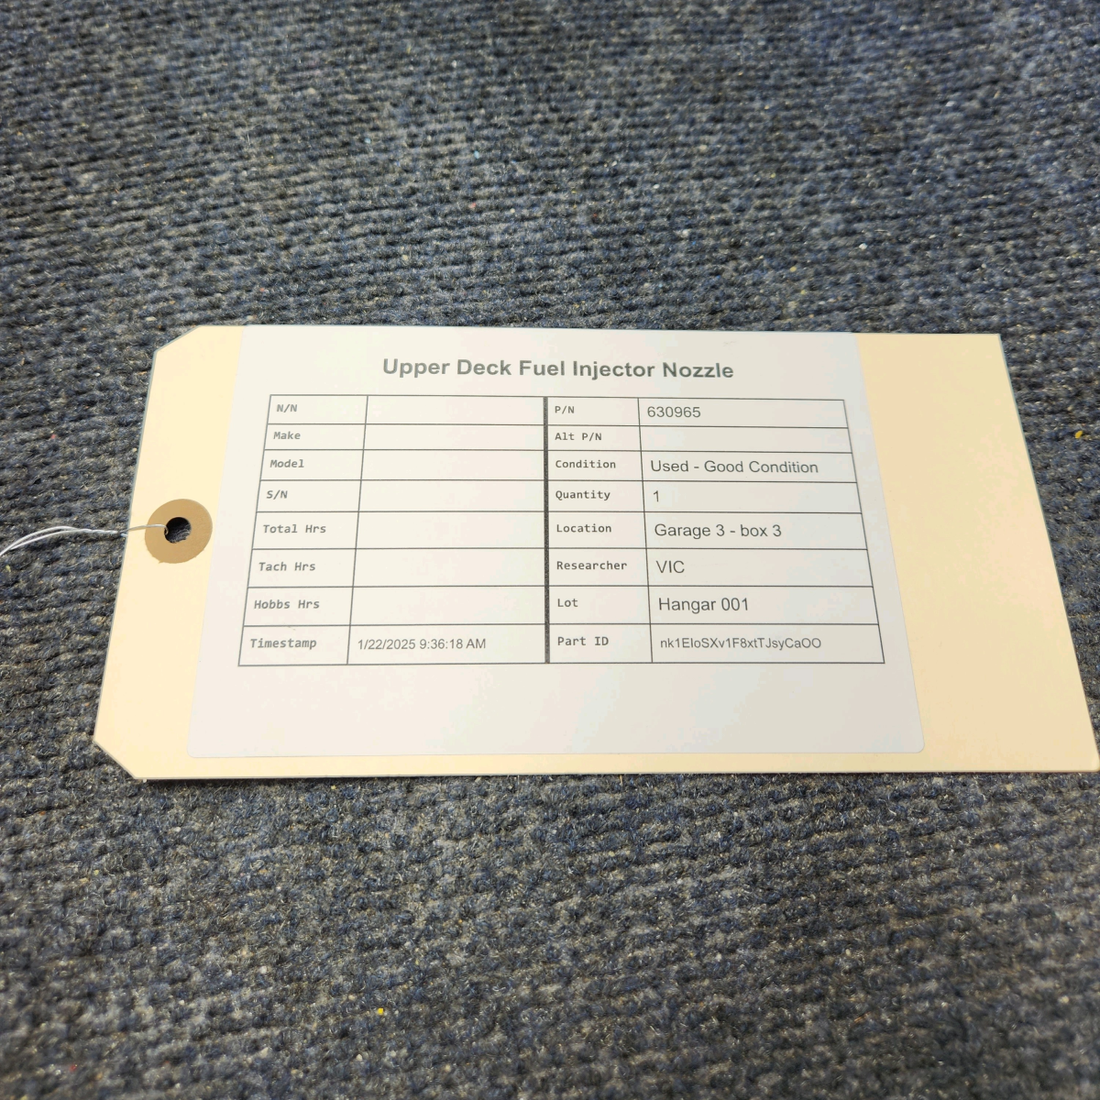 Upper Deck Fuel Injector Nozzle
N/N P/N 630965
Make Alt P/N
Model Condition Used - Good Condition
S/N Quantity 1
Total Hrs Location Garage 3 - box 3
Tach Hrs Researcher VIC
Hobbs Hrs Lot Hangar 001
Timestamp 1/22/2025 9:36:18 AM Part ID nk1EIoSXv1F8xtTJsyCaOO